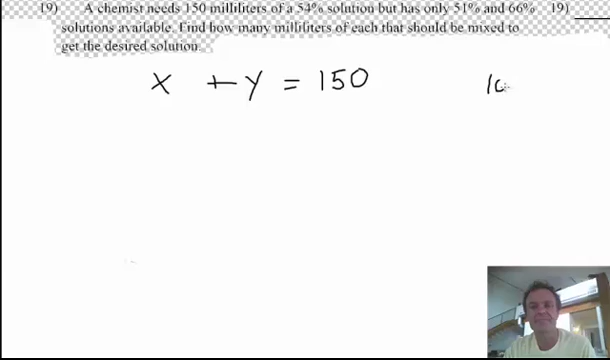 19) A chemist needs 150 milliliters of a 54% solution but has only 51% and 66% 19)
solutions available. Find how many milliliters of each that should be mixed to
get the desired solution.
x + y = 150